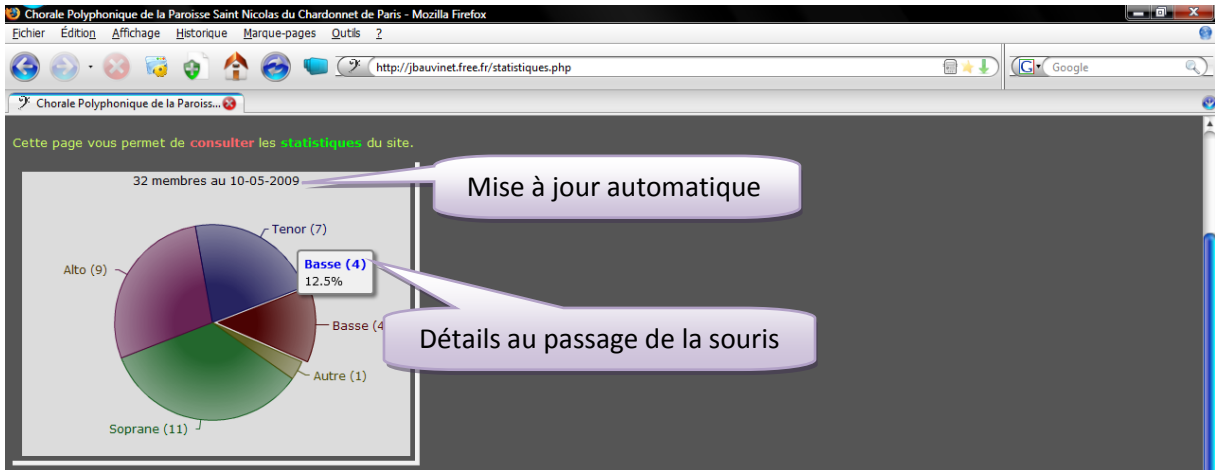 Chorale Polyphonique de la Paroisse Saint Nicolas du Chardonnet de Paris - Mozilla Firefox
Fichier Édition Affichage Historique Marque-pages Outils ?
http://jbauvinet.free.fr/statistiques.php
G Google
Chorale Polyphonique de la Paroiss...
Cette page vous permet de consulter les statistiques du site.
32 membres au 10-05-2009
Mise à jour automatique
Tenor (7)
Alto (9)
Basse (4)
12.5%
Basse (4
Détails au passage de la souris
Autre (1)
Soprane (11)